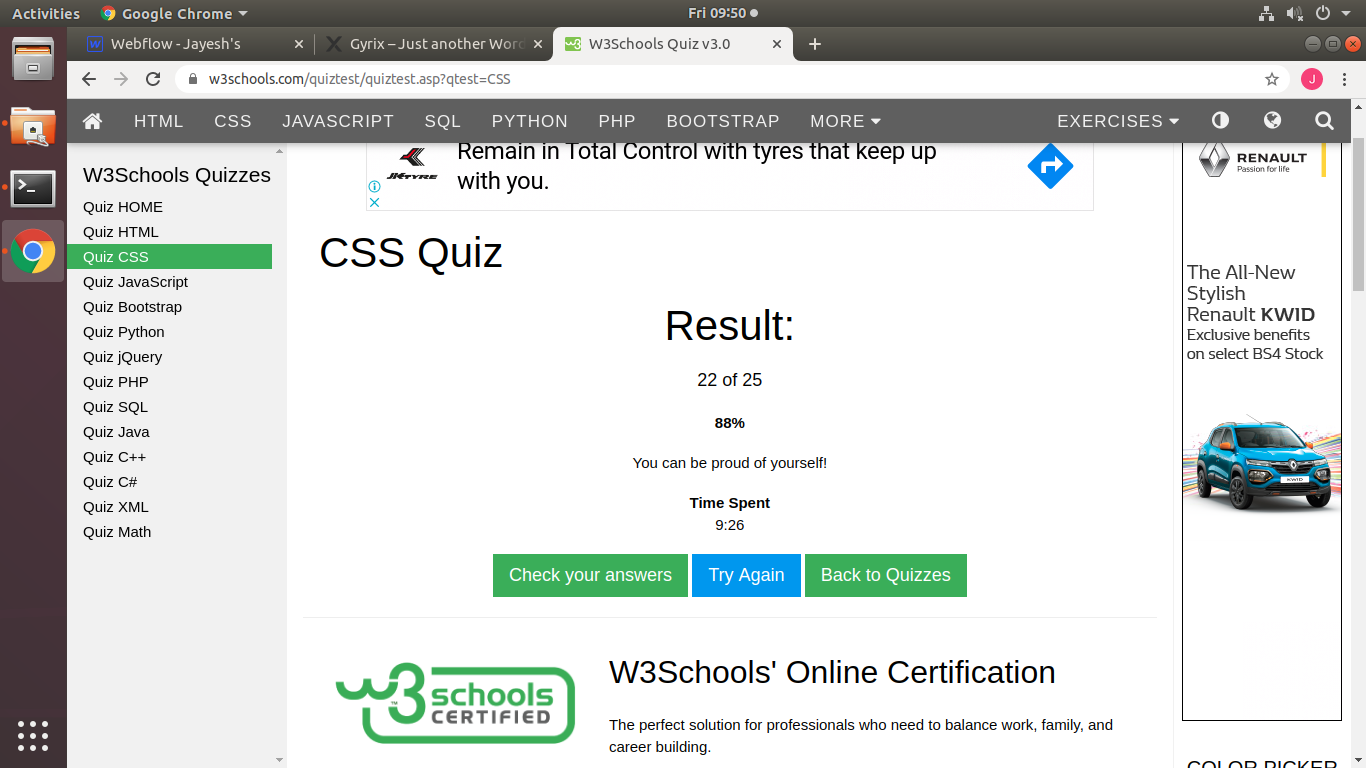 Activities
Google Chrome
Fri 09:50
Webflow - Jayesh's
Gyrix – Just another Word
W3Schools Quiz v3.0
w3schools.com/quiztest/quiztest.asp?qtest=CSS
J
HTML CSS JAVASCRIPT SQL PYTHON PHP BOOTSTRAP MORE EXERCISES
W3Schools Quizzes
Quiz HOME
Quiz HTML
Quiz CSS
Quiz JavaScript
Quiz Bootstrap
Quiz Python
Quiz jQuery
Quiz PHP
Quiz SQL
Quiz Java
Quiz C++
Quiz C#
Quiz XML
Quiz Math
JK TYRE
Remain in Total Control with tyres that keep up
with you.
CSS Quiz
Result:
22 of 25
88%
You can be proud of yourself!
Time Spent
9:26
Check your answers
Try Again
Back to Quizzes
w3schools
CERTIFIED
TM
W3Schools' Online Certification
The perfect solution for professionals who need to balance work, family, and
career building.
RENAULT
Passion for life
The All-New
Stylish
Renault KWID
Exclusive benefits
on select BS4 Stock
KWID
COLOR PICKER